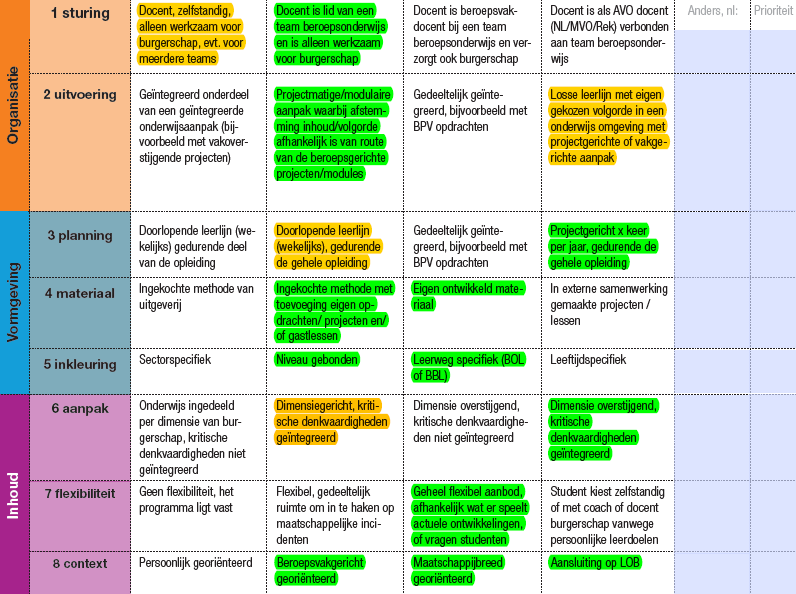 Organisatie
1 sturing
Docent, zelfstandig,
alleen werkzaam voor
burgerschap, evt. voor
meerdere teams
Docent is lid van een
team beroepsonderwijs
en is alleen werkzaam
voor burgerschap
Docent is beroepsvak-
docent bij een team
beroepsonderwijs en ver-
zorgt ook burgerschap
Docent is als AVO docent
(NL/MVO/Rek) verbonden
aan team beroepsonder-
wijs
Anders, nl:
Prioriteit
2 uitvoering
Geïntegreerd onderdeel
van een geïntegreerde
onderwijsaanpak (bij-
voorbeeld met vakover-
stijgende projecten)
Projectmatige/modulaire
aanpak waarbij afstem-
ming inhoud/volgorde
afhankelijk is van route
van de beroepsgerichte
projecten/modules
Gedeeltelijk geïnte-
greerd, bijvoorbeeld met
BPV opdrachten
Losse leerlijn met eigen
gekozen volgorde in een
onderwijs omgeving met
projectgerichte of vakge-
richte aanpak
Vormgeving
3 planning
Doorlopende leerlijn (we-
kelijks) gedurende deel
van de opleiding
Doorlopende leerlijn
(wekelijks), gedurende
de gehele opleiding
Gedeeltelijk geïnte-
greerd, bijvoorbeeld met
BPV opdrachten
Projectgericht x keer
per jaar, gedurende de
gehele opleiding
4 materiaal
Ingekochte methode van
uitgeverij
Ingekochte methode met
toevoeging eigen op-
drachten/ projecten en/
of gastlessen
Eigen ontwikkeld mate-
riaal
In externe samenwerking
gemaakte projecten /
lessen
5 inkleuring
Sectorspecifiek
Niveau gebonden
Leerweg specifiek (BOL
of BBL)
Leeftijdspecifiek
Inhoud
6 aanpak
Onderwijs ingedeeld
per dimensie van bur-
gerschap, kritische
denkvaardigheden niet
geïntegreerd
Dimensiegericht, kriti-
sche denkvaardigheden
geïntegreerd
Dimensie overstijgend,
kritische denkvaardighe-
den niet geïntegreerd
Dimensie overstijgend,
kritische
denkvaardigheden
geïntegreerd
7 flexibiliteit
Geen flexibiliteit, het
programma ligt vast
Flexibel, gedeeltelijk
ruimte om in te haken op
maatschappelijke inci-
denten
Geheel flexibel aanbod,
afhankelijk wat er speelt
actuele ontwikkelingen,
of vragen studenten
Student kiest zelfstandig
of met coach of docent
burgerschap vanwege
persoonlijke leerdoelen
8 context
Persoonlijk georiënteerd
Beroepsvakgericht
georiënteerd
Maatschappijbreed
georiënteerd
Aansluiting op LOB